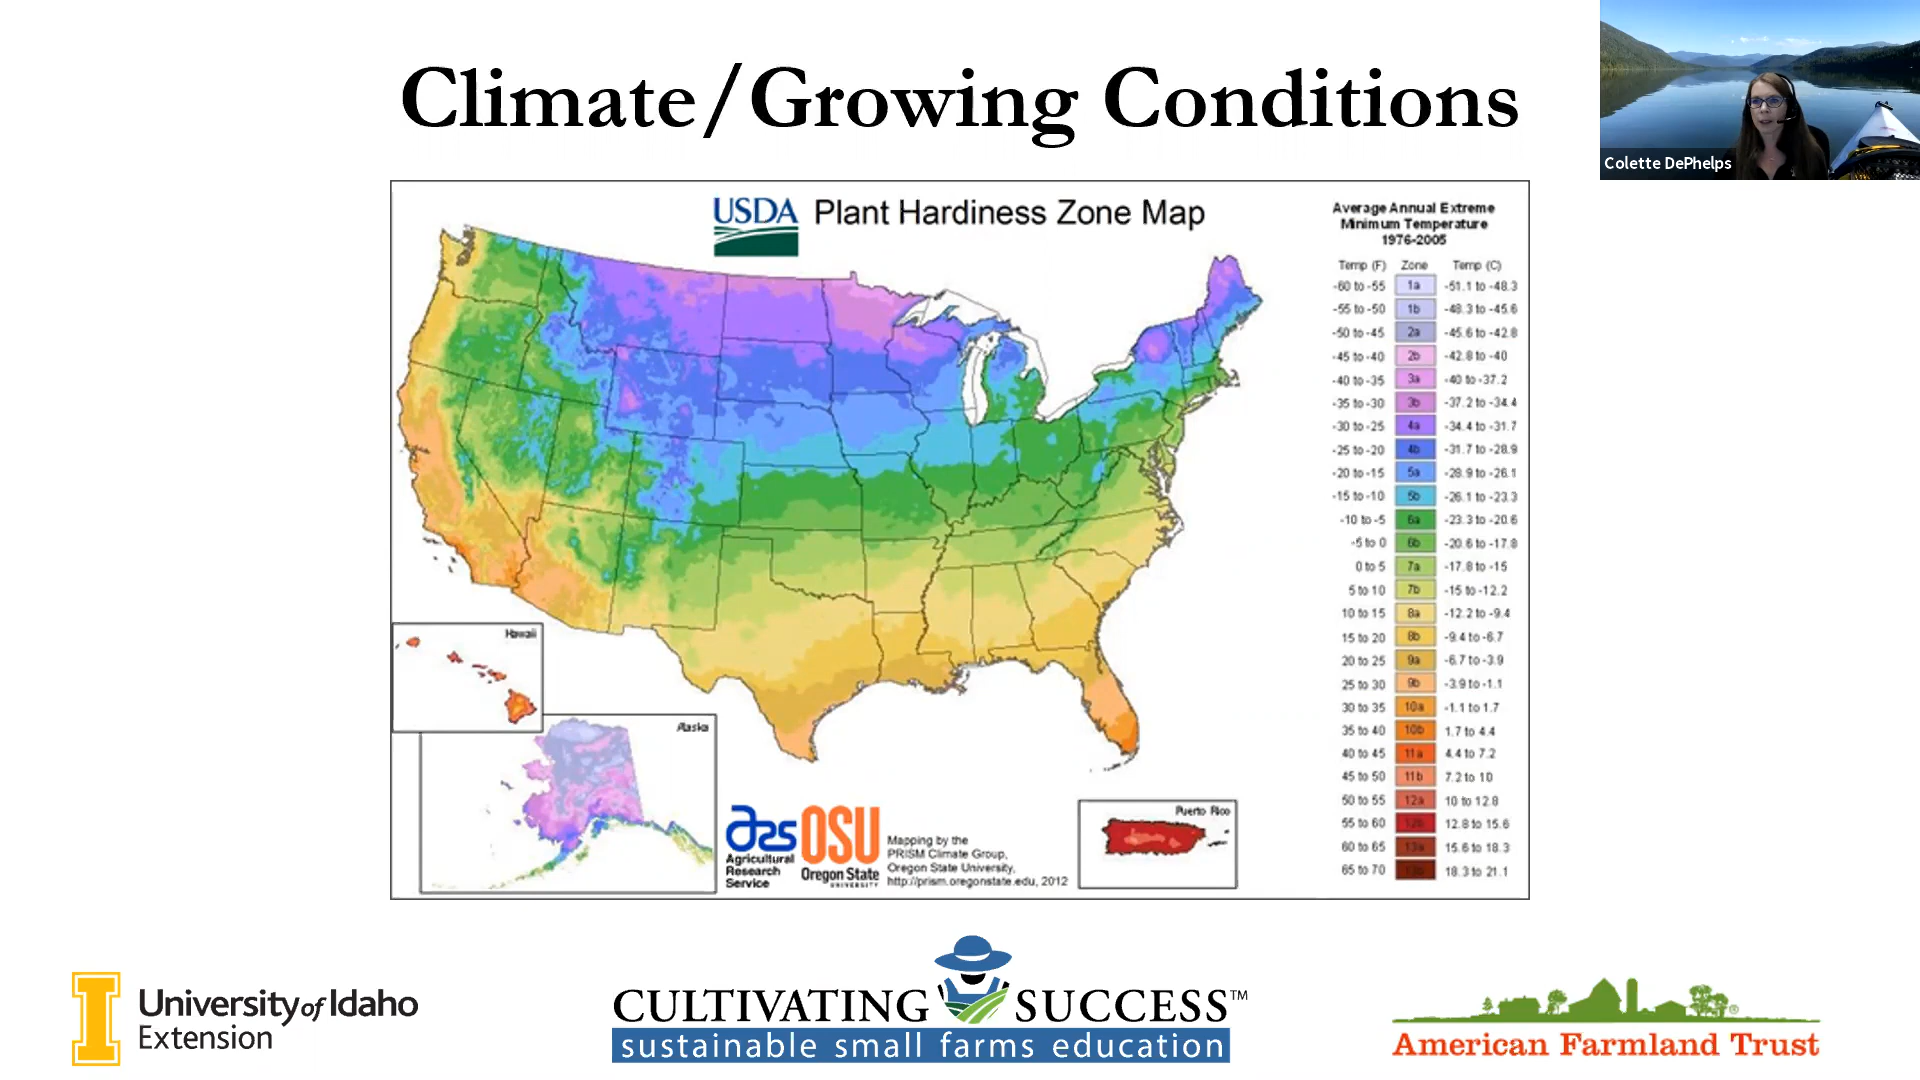 Climate/Growing Conditions
Colette DePhelps
USDA Plant Hardiness Zone Map
Average Annual Extreme
Minimum Temperature
1976-2005
Temp (F) Zone Temp (C)
-60 to -55 1a -51.1 to -48.3
-55 to -50 1b -48.3 to -45.6
-50 to -45 2a -45.6 to -42.8
-45 to -40 2b -42.8 to -40
-40 to -35 3a -40 to -37.2
-35 to -30 3b -37.2 to -34.4
-30 to -25 4a -34.4 to -31.7
-25 to -20 4b -31.7 to -28.9
-20 to -15 5a -28.9 to -26.1
-15 to -10 5b -26.1 to -23.3
-10 to -5 6a -23.3 to -20.6
-5 to 0 6b -20.6 to -17.8
0 to 5 7a -17.8 to -15
5 to 10 7b -15 to -12.2
10 to 15 8a -12.2 to -9.4
15 to 20 8b -9.4 to -6.7
20 to 25 9a -6.7 to -3.9
25 to 30 9b -3.9 to -1.1
30 to 35 10a -1.1 to 1.7
35 to 40 10b 1.7 to 4.4
40 to 45 11a 4.4 to 7.2
45 to 50 11b 7.2 to 10
50 to 55 12a 10 to 12.8
55 to 60 12b 12.8 to 15.6
60 to 65 13a 15.6 to 18.3
65 to 70 13b 18.3 to 21.1
Hawaii
Alaska
Puerto Rico
ars
Agricultural
Research
Service
OSU
Oregon State
UNIVERSITY
Mapping by the
PRISM Climate Group,
Oregon State University,
http://prism.oregonstate.edu, 2012
I
University of Idaho
Extension
CULTIVATING SUCCESS™
sustainable small farms education
American Farmland Trust
®